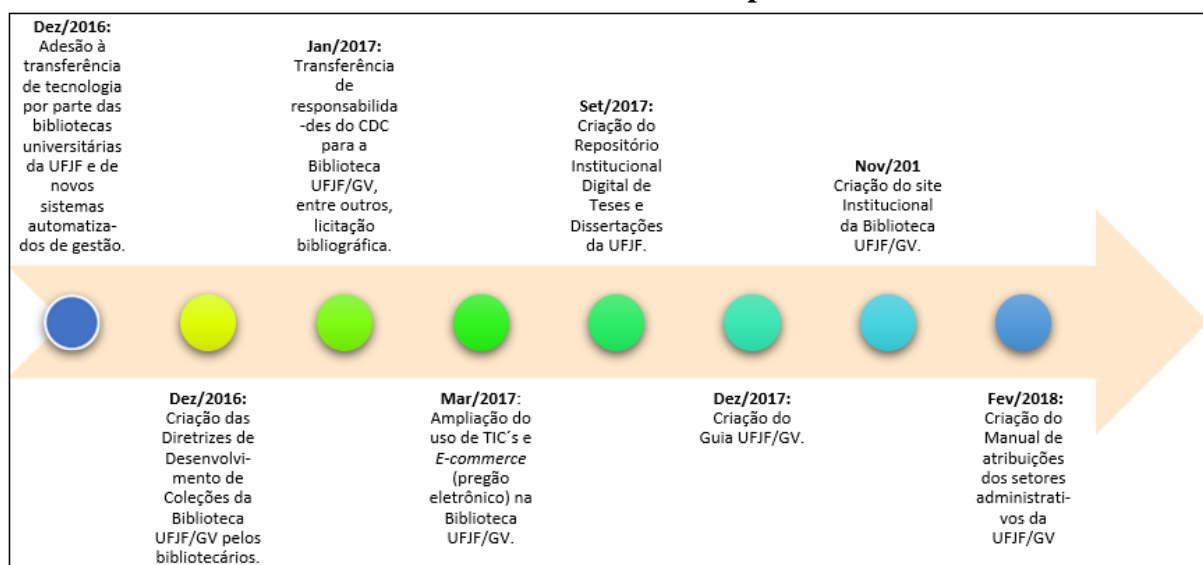 Dez/2016:
Adesão à
transferência
de tecnologia
por parte das
bibliotecas
universitárias
da UFJF e de
novos
sistemas
automatiza-
dos de gestão.
Dez/2016:
Criação das
Diretrizes de
Desenvolvi-
mento de
Coleções da
Biblioteca
UFJF/GV pelos
bibliotecários.
Jan/2017:
Transferência
de
responsabilida
-des do CDC
para a
Biblioteca
UFJF/GV,
entre outros,
licitação
bibliográfica.
Mar/2017:
Ampliação do
uso de TIC´s e
E-commerce
(pregão
eletrônico) na
Biblioteca
UFJF/GV.
Set/2017:
Criação do
Repositório
Institucional
Digital de
Teses e
Dissertações
da UFJF.
Dez/2017:
Criação do
Guia UFJF/GV.
Nov/201
Criação do site
Institucional
da Biblioteca
UFJF/GV.
Fev/2018:
Criação do
Manual de
atribuições
dos setores
administrati-
vos da
UFJF/GV